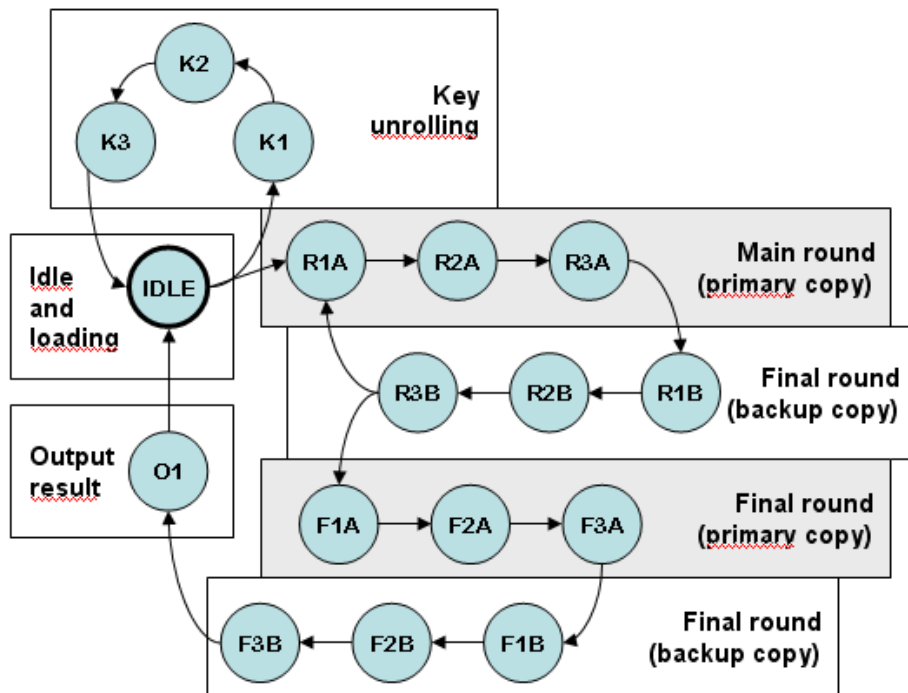 K2
Key
unrolling
K3
K1
Idle
and
loading
IDLE
R1A
R2A
R3A
Main round
(primary copy)
R3B
R2B
R1B
Final round
(backup copy)
Output
result
O1
F1A
F2A
F3A
Final round
(primary copy)
F3B
F2B
F1B
Final round
(backup copy)